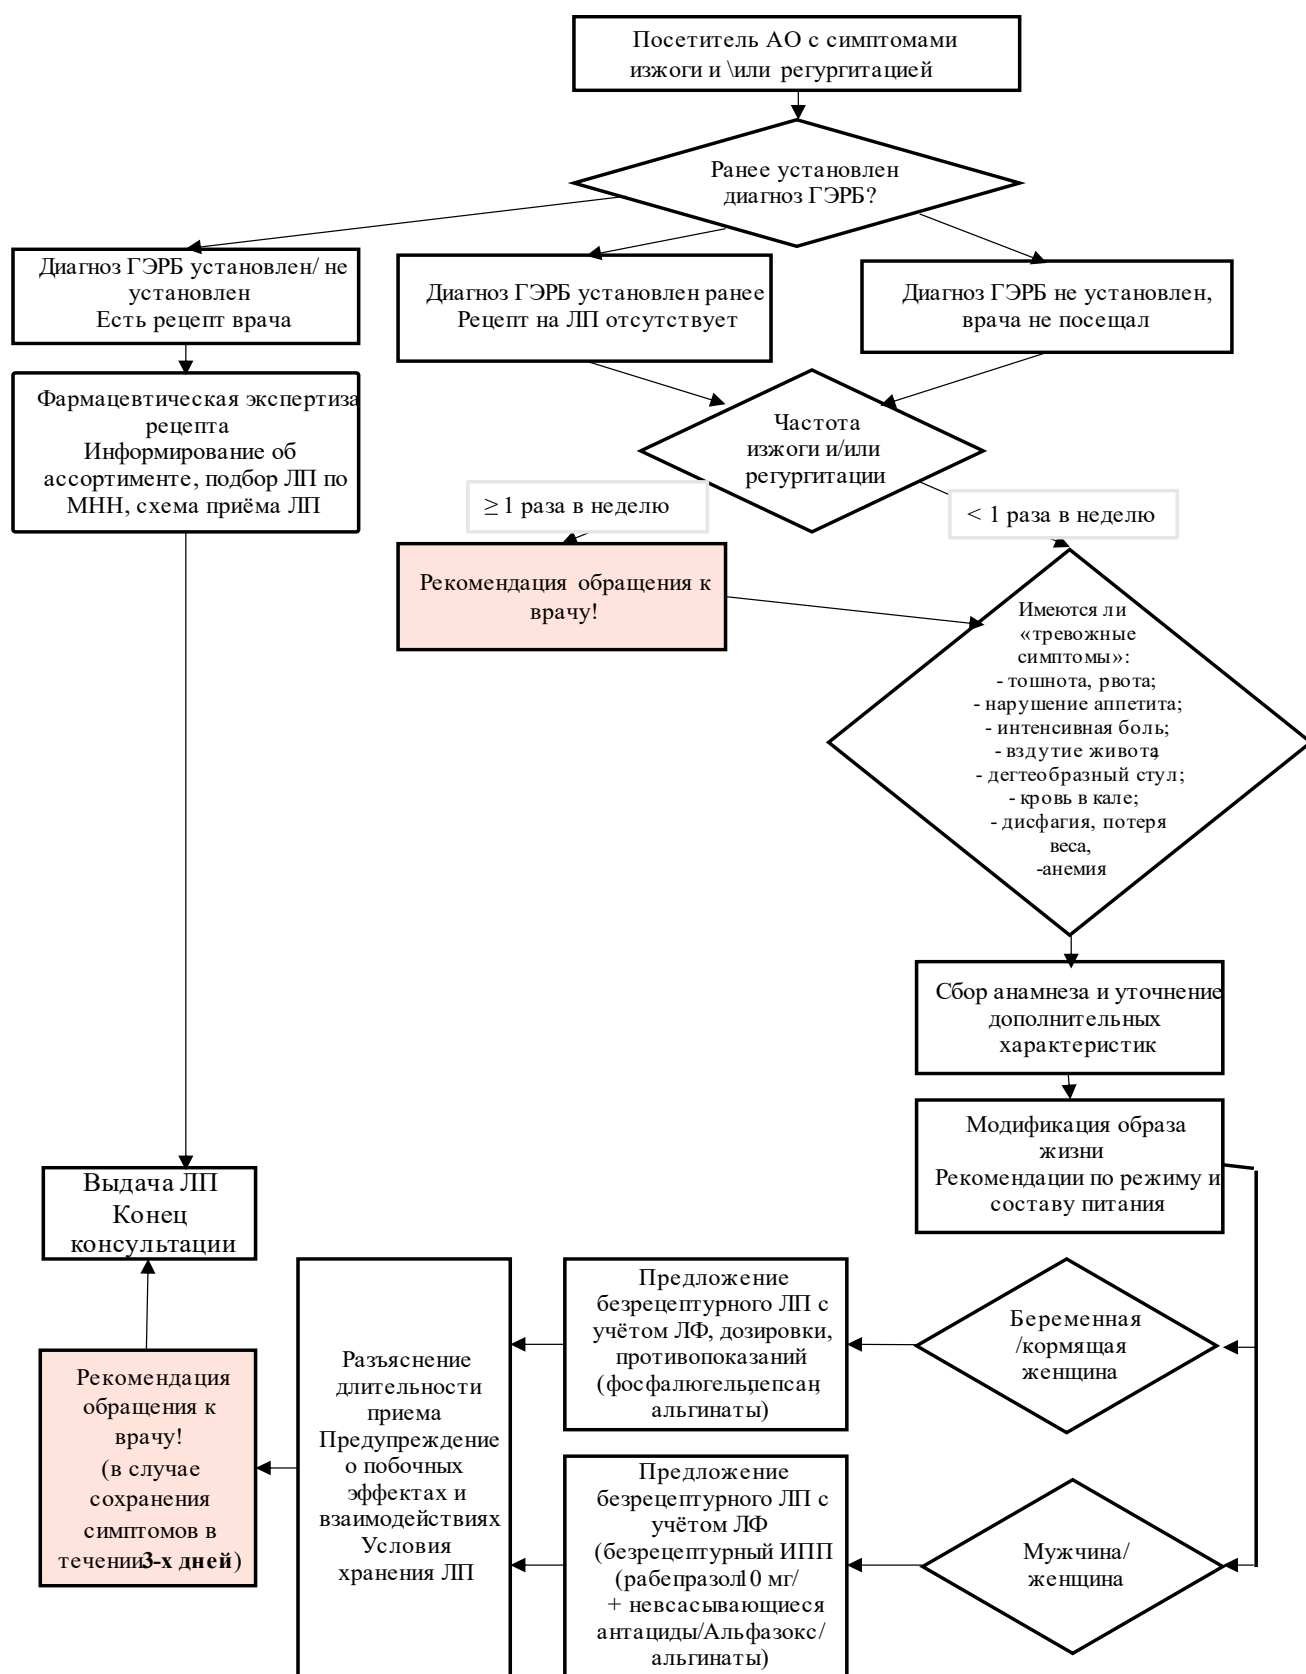 Посетитель АО с симптомами
изжоги и \или регургитацией
Ранее установлен
диагноз ГЭРБ?
Диагноз ГЭРБ установлен/ не
установлен
Есть рецепт врача
Диагноз ГЭРБ установлен ранее
Рецепт на ЛП отсутствует
Диагноз ГЭРБ не установлен,
врача не посещал
Фармацевтическая экспертиза
рецепта
Информирование об
ассортименте, подбор ЛП по
МНН, схема приёма ЛП
Частота
изжоги и/или
регургитации
≥ 1 раза в неделю
< 1 раза в неделю
Рекомендация обращения к
врачу!
Имеются ли
«тревожные
симптомы»:
- тошнота, рвота;
- нарушение аппетита;
- интенсивная боль;
- вздутие живота;
- дегтеобразный стул;
- кровь в кале;
- дисфагия, потеря
веса,
-анемия
Сбор анамнеза и уточнение
дополнительных
характеристик
Модификация образа
жизни
Рекомендации по режиму и
составу питания
Выдача ЛП
Конец
консультации
Беременная
/кормящая
женщина
Предложение
безрецептурного ЛП с
учётом ЛФ, дозировки,
противопоказаний
(фосфалюгель,пепсан,
альгинаты)
Разъяснение
длительности
приема
Предупреждение
о побочных
эффектах и
взаимодействиях
Условия
хранения ЛП
Рекомендация
обращения к
врачу!
(в случае
сохранения
симптомов в
течении 3-х дней)
Предложение
безрецептурного ЛП с
учётом ЛФ
(безрецептурный ИПП
(рабепразол10 мг/
+ невсасывающиеся
антациды/Альфазокс/
альгинаты)
Мужчина/
женщина